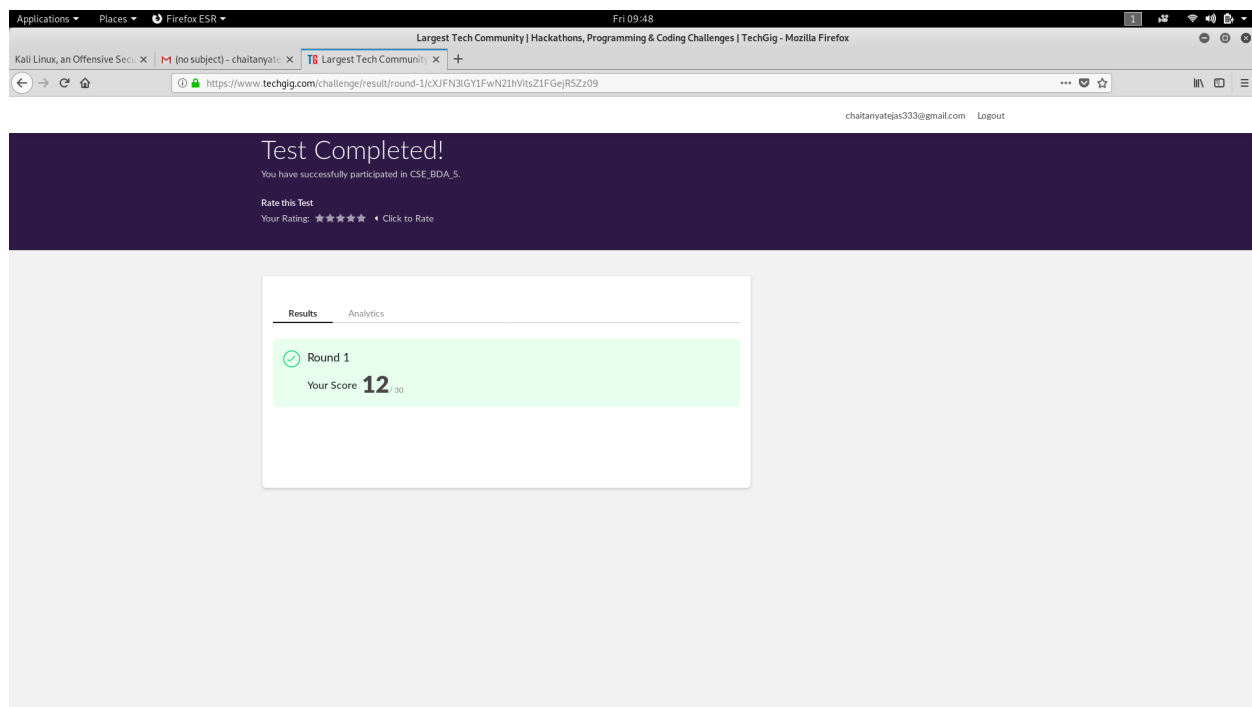 Applications Places Firefox ESR Fri 09:48 1
Largest Tech Community | Hackathons, Programming & Coding Challenges | TechGig - Mozilla Firefox
Kali Linux, an Offensive Secu (no subject) - chaitanyate TG Largest Tech Community
https://www.techgig.com/challenge/result/round-1/
chaitanyatejas333@gmail.com Logout
Test Completed!
You have successfully participated in CSE_BDA_5.
Rate this Test
Your Rating: Click to Rate
Results Analytics
Round 1
Your Score 12 / 30